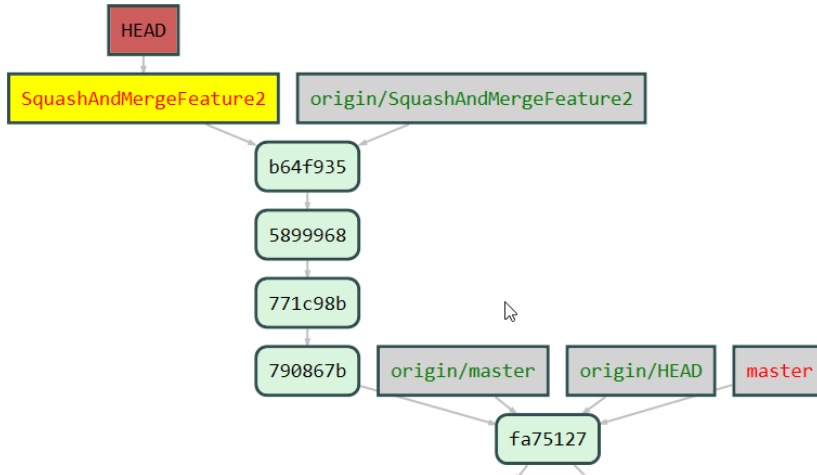 HEAD
SquashAndMergeFeature2
origin/SquashAndMergeFeature2
b64f935
5899968
771c98b
790867b
origin/master
origin/HEAD
master
fa75127